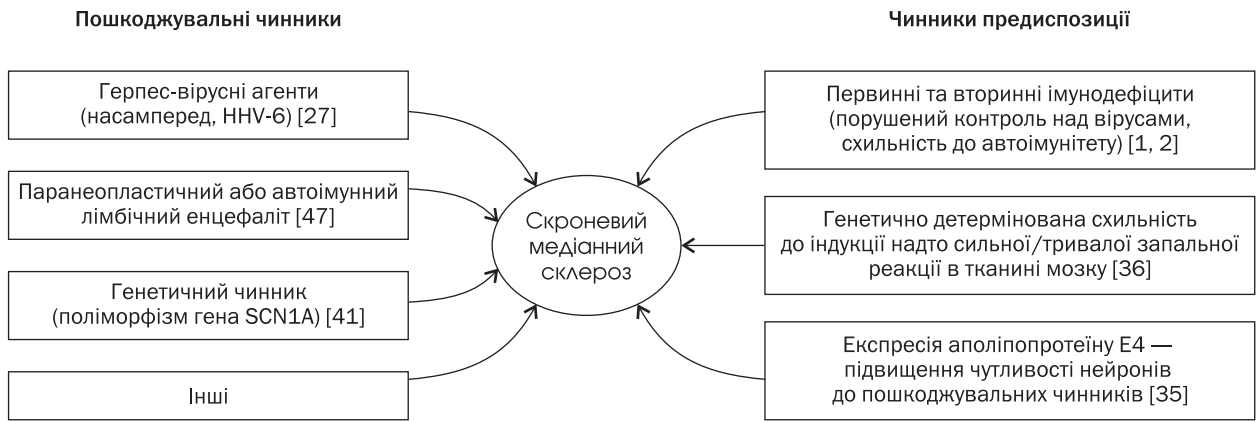 Пошкоджувальні чинники
Герпес-вірусні агенти
(насамперед, HHV-6) [27]
Паранеопластичний або автоімунний
лімбічний енцефаліт [47]
Генетичний чинник
(поліморфізм гена SCN1A) [41]
Інші
Скроневий
медіанний
склероз
Чинники предиспозиції
Первинні та вторинні імунодефіцити
(порушений контроль над вірусами,
схильність до автоімунітету) [1, 2]
Генетично детермінована схильність
до індукції надто сильної/тривалої запальної
реакції в тканині мозку [36]
Експресія аполіпопротеїну E4 —
підвищення чутливості нейронів
до пошкоджувальних чинників [35]